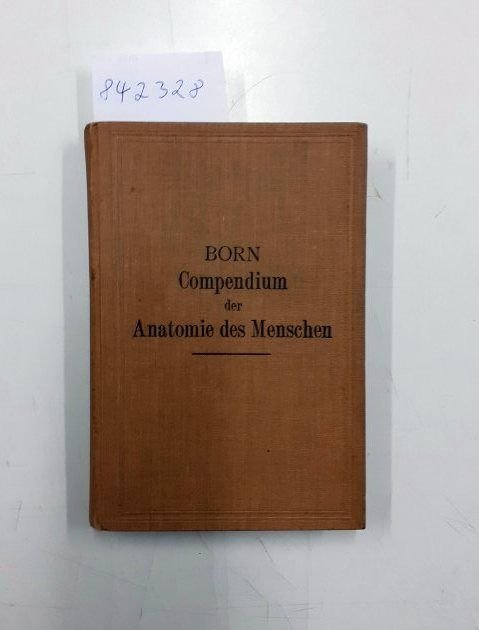 842328
BORN
Compendium
der
Anatomie des Menschen